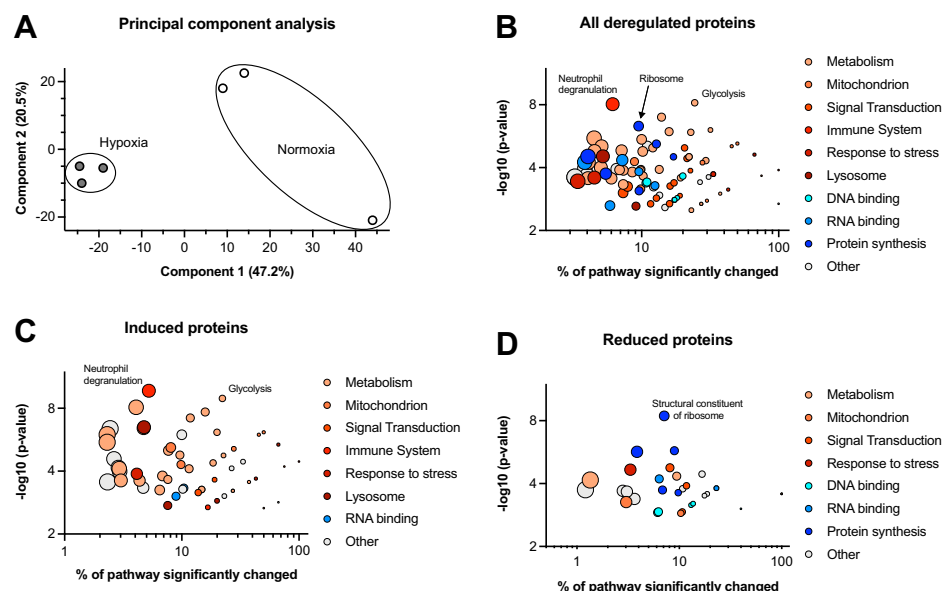 A
Principal component analysis
Component 2 (20.5%)
20
0
-20
Hypoxia
Normoxia
-20
-10
0
10
20
30
40
Component 1 (47.2%)
B
All deregulated proteins
-log10 (p-value)
8
4
2
Neutrophil
degranulation
Ribosome
Glycolysis
10
100
% of pathway significantly changed
Metabolism
Mitochondrion
Signal Transduction
Immune System
Response to stress
Lysosome
DNA binding
RNA binding
Protein synthesis
Other
C
Induced proteins
-log10 (p-value)
8
4
2
Neutrophil
degranulation
Glycolysis
1
10
100
% of pathway significantly changed
Metabolism
Mitochondrion
Signal Transduction
Immune System
Response to stress
Lysosome
RNA binding
Other
D
Reduced proteins
-log10 (p-value)
8
4
2
Structural constituent
of ribosome
1
10
100
% of pathway significantly changed
Metabolism
Mitochondrion
Signal Transduction
Response to stress
DNA binding
RNA binding
Protein synthesis
Other